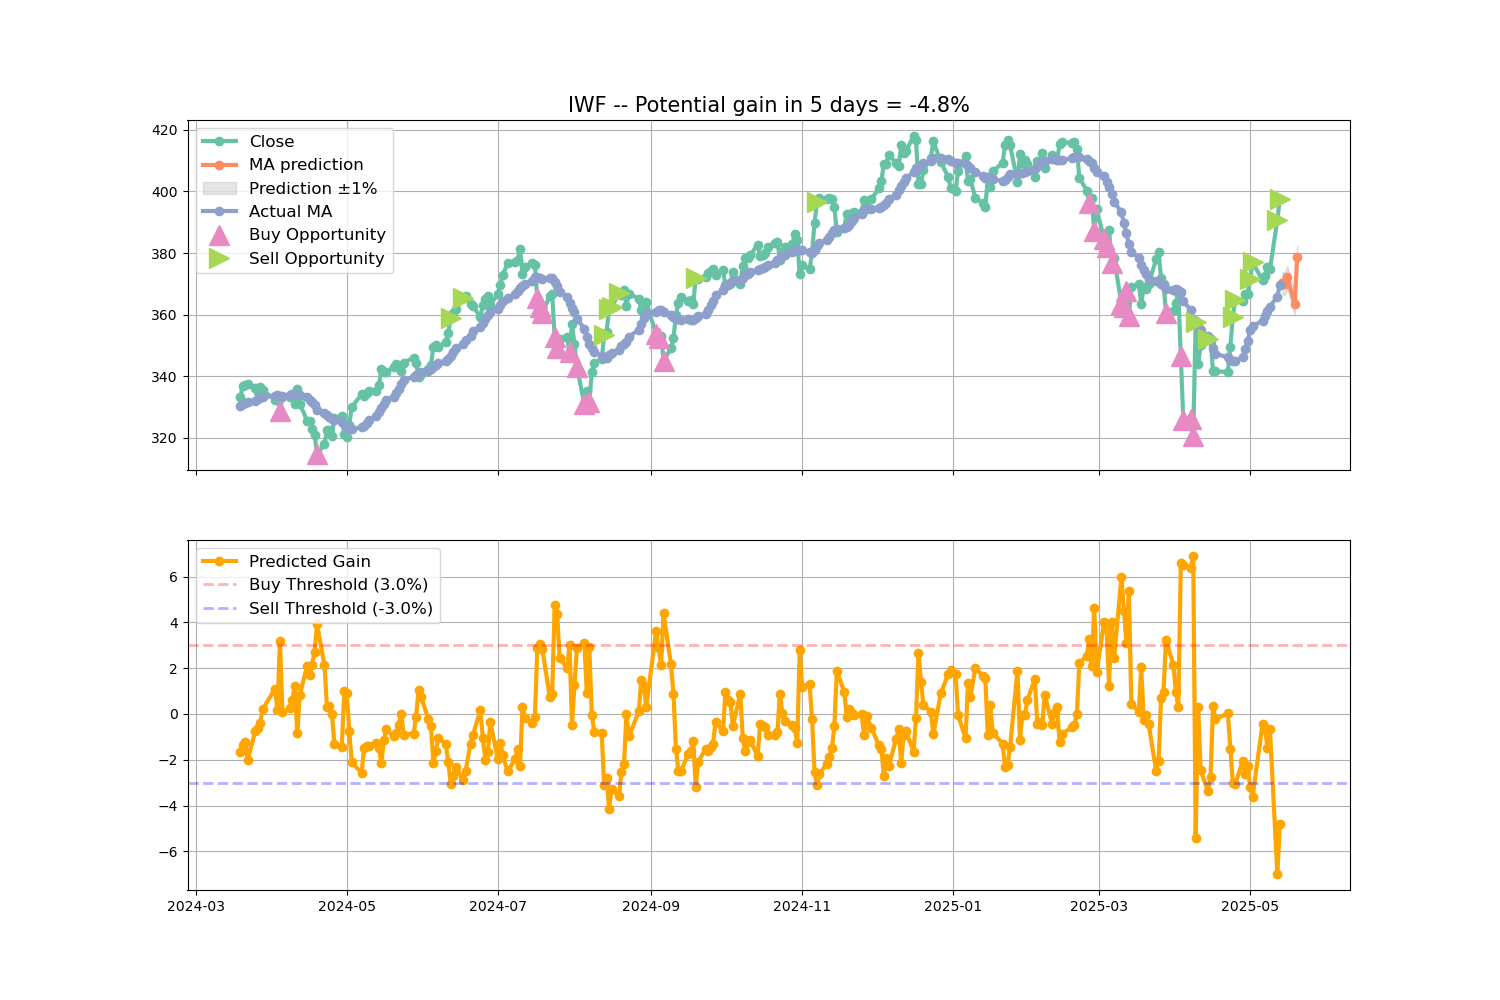 IWF -- Potential gain in 5 days = -4.8%
420
400
380
360
340
320
Close
MA prediction
Prediction ±1%
Actual MA
Buy Opportunity
Sell Opportunity
6
4
2
0
−2
−4
−6
Predicted Gain
Buy Threshold (3.0%)
Sell Threshold (-3.0%)
2024-03
2024-05
2024-07
2024-09
2024-11
2025-01
2025-03
2025-05